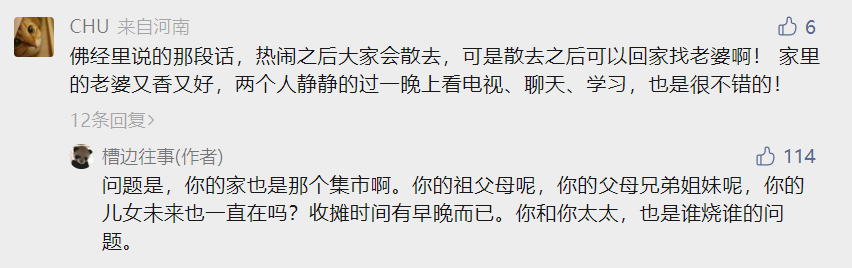 CHU 来自河南 6
佛经里说的那段话，热闹之后大家会散去，可是散去之后可以回家找老婆啊！ 家里
的老婆又香又好，两个人静静的过一晚上看电视、聊天、学习，也是很不错的！
12条回复>
槽边往事(作者) 114
问题是，你的家也是那个集市啊。你的祖父母呢，你的父母兄弟姐妹呢，你的
儿女未来也一直在吗？收摊时间有早晚而已。你和你太太，也是谁烧谁的问
题。